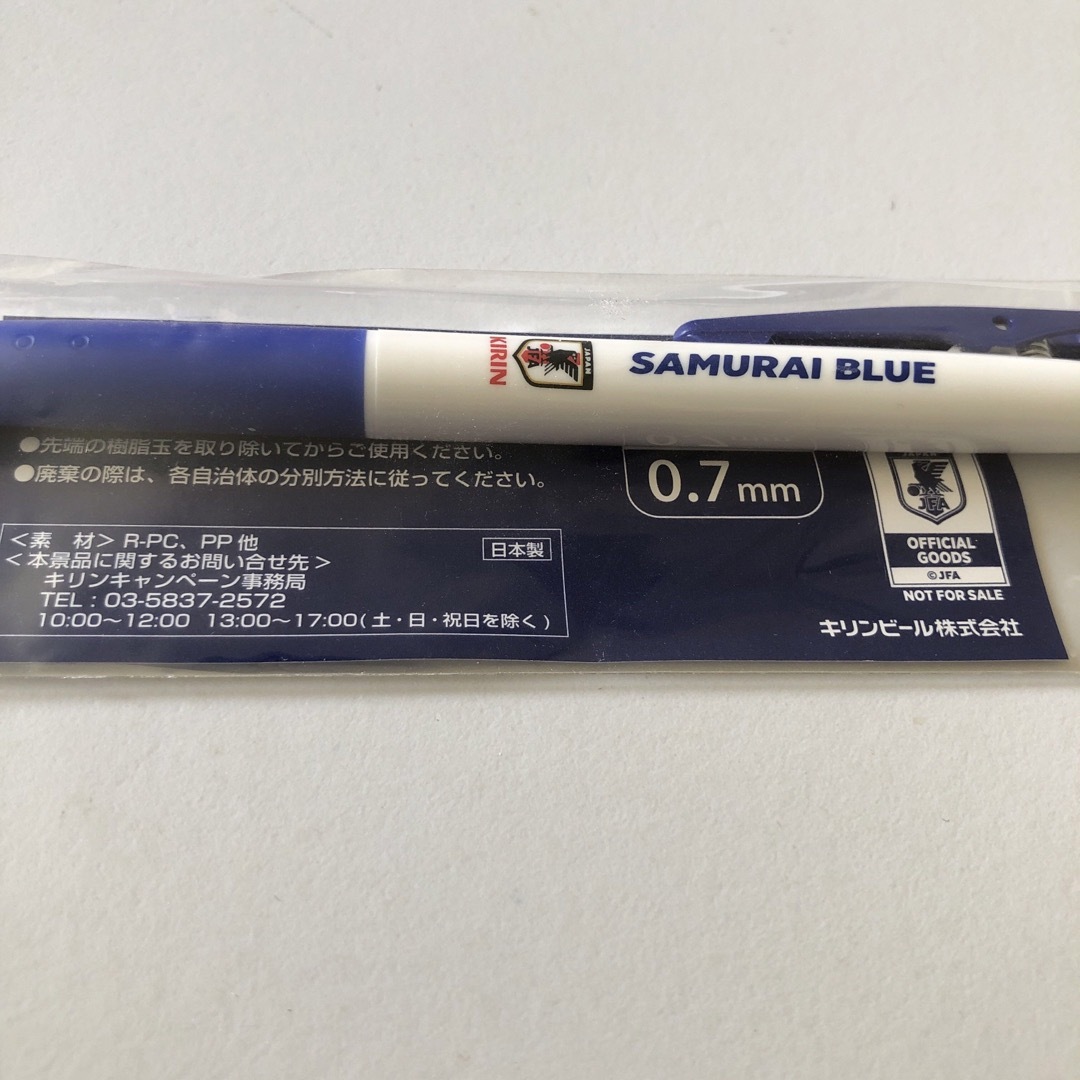 KIRIN
JAPAN
JFA
SAMURAI BLUE
●先端の樹脂玉を取り除いてからご使用ください。
●廃棄の際は、各自治体の分別方法に従ってください。
0.7mm
＜素　材＞ R-PC、PP 他
日本製
＜本景品に関するお問い合せ先＞
キリンキャンペーン事務局
TEL : 03-5837-2572
10:00～12:00 13:00～17:00(土・日・祝日を除く)
JFA
OFFICIAL
GOODS
©JFA
NOT FOR SALE
キリンビール株式会社